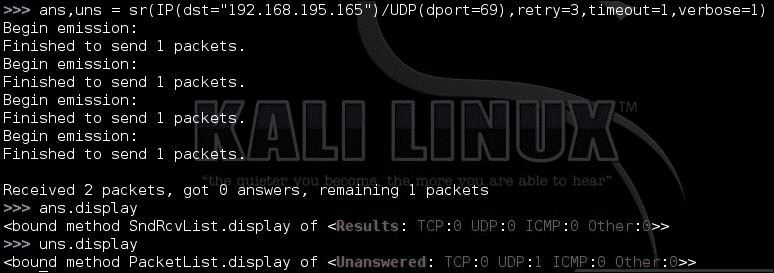 >>> ans,uns = sr(IP(dst="192.168.195.165")/UDP(dport=69),retry=3,timeout=1,verbose=1)
Begin emission:
Finished to send 1 packets.
Begin emission:
Finished to send 1 packets.
Begin emission:
Finished to send 1 packets.
Begin emission:
Finished to send 1 packets.
KALI LINUX™
"the quieter you become, the more you are able to hear"
Received 2 packets, got 0 answers, remaining 1 packets
>>> ans.display
<bound method SndRcvList.display of <Results: TCP:0 UDP:0 ICMP:0 Other:0>>
>>> uns.display
<bound method PacketList.display of <Unanswered: TCP:0 UDP:1 ICMP:0 Other:0>>